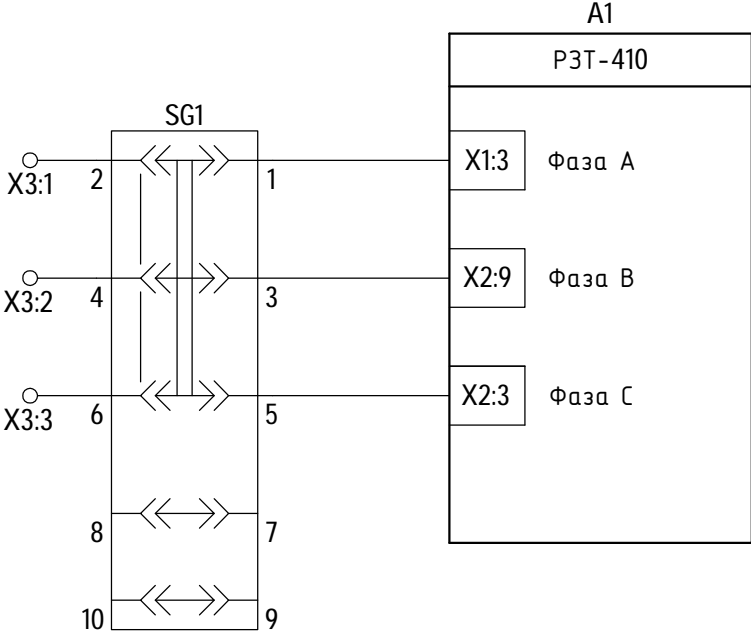 A1
РЗТ-410
SG1
X3:1
2
1
X1:3
Фаза А
X3:2
4
3
X2:9
Фаза В
X3:3
6
5
X2:3
Фаза С
8
7
10
9